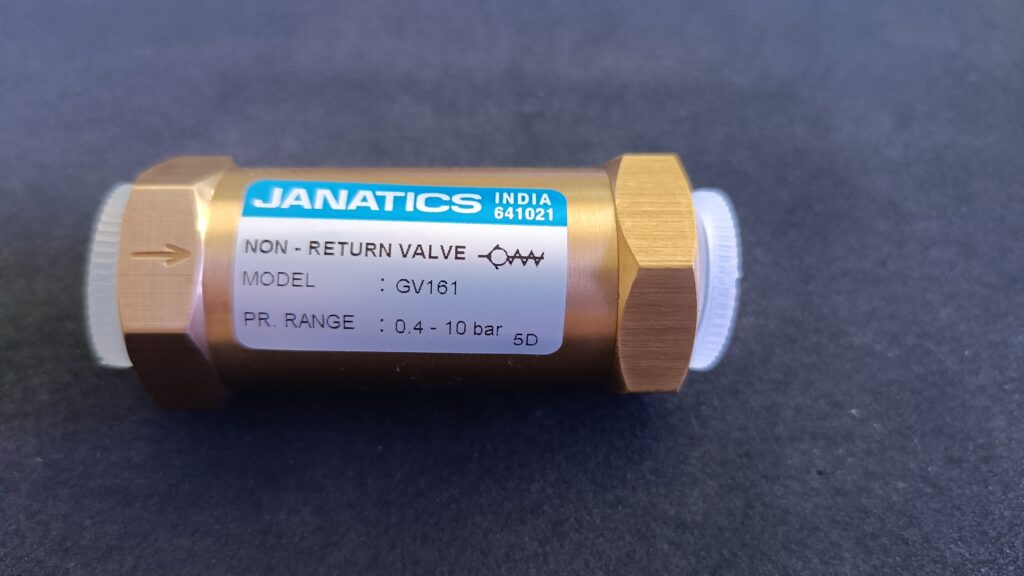 JANATICS INDIA 641021
NON - RETURN VALVE
MODEL : GV161
PR. RANGE : 0.4 - 10 bar 5D